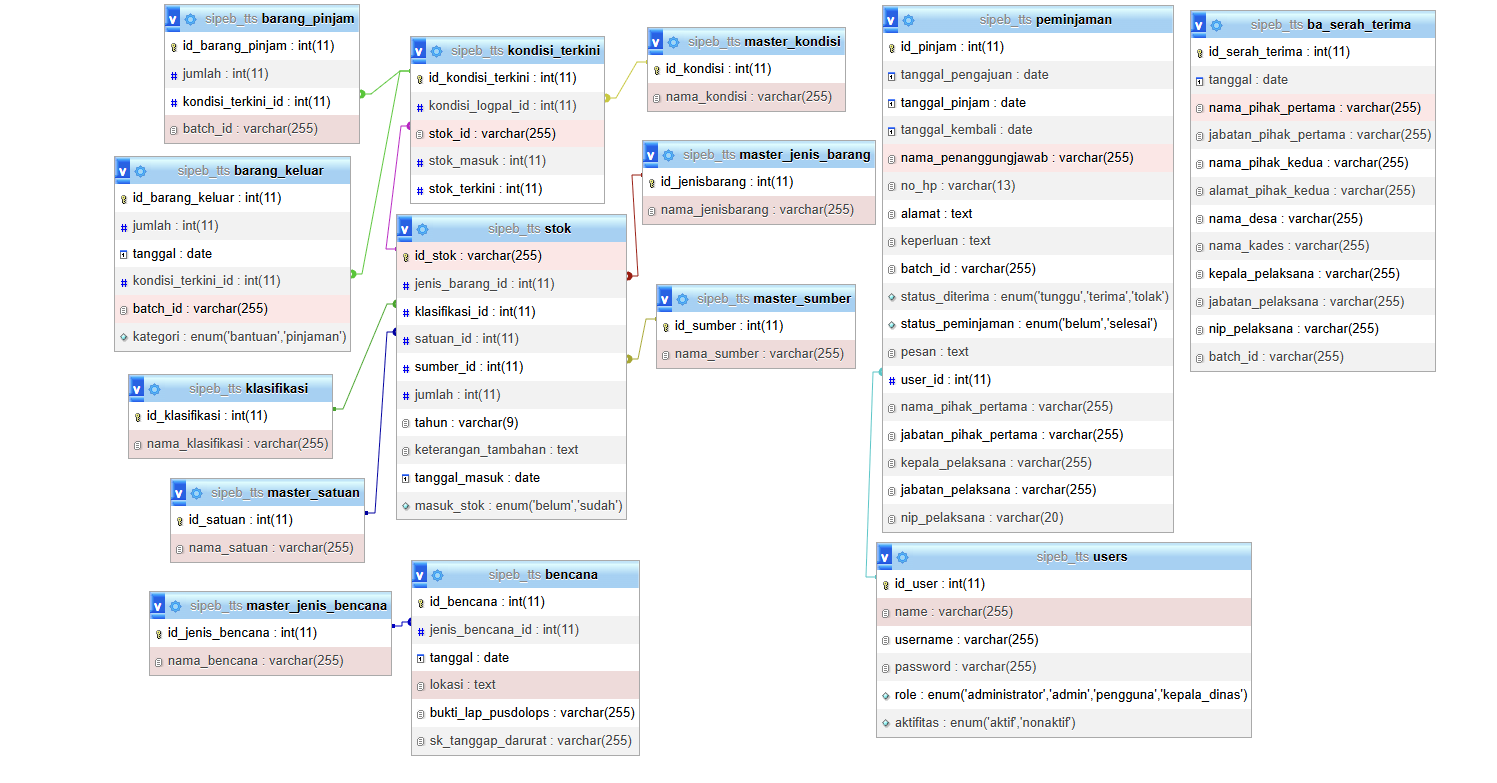 sipeb_tts barang_pinjam
id_barang_pinjam : int(11)
jumlah : int(11)
kondisi_terkini_id : int(11)
batch_id : varchar(255)
sipeb_tts barang_keluar
id_barang_keluar : int(11)
jumlah : int(11)
tanggal : date
kondisi_terkini_id : int(11)
batch_id : varchar(255)
kategori : enum('bantuan','pinjaman')
sipeb_tts klasifikasi
id_klasifikasi : int(11)
nama_klasifikasi : varchar(255)
sipeb_tts master_satuan
id_satuan : int(11)
nama_satuan : varchar(255)
sipeb_tts master_jenis_bencana
id_jenis_bencana : int(11)
nama_bencana : varchar(255)
sipeb_tts kondisi_terkini
id_kondisi_terkini : int(11)
kondisi_logpal_id : int(11)
stok_id : varchar(255)
stok_masuk : int(11)
stok_terkini : int(11)
sipeb_tts stok
id_stok : varchar(255)
jenis_barang_id : int(11)
klasifikasi_id : int(11)
satuan_id : int(11)
sumber_id : int(11)
jumlah : int(11)
tahun : varchar(9)
keterangan_tambahan : text
tanggal_masuk : date
masuk_stok : enum('belum','sudah')
sipeb_tts bencana
id_bencana : int(11)
jenis_bencana_id : int(11)
tanggal : date
lokasi : text
bukti_lap_pusdolops : varchar(255)
sk_tanggap_darurat : varchar(255)
sipeb_tts master_kondisi
id_kondisi : int(11)
nama_kondisi : varchar(255)
sipeb_tts master_jenis_barang
id_jenisbarang : int(11)
nama_jenisbarang : varchar(255)
sipeb_tts master_sumber
id_sumber : int(11)
nama_sumber : varchar(255)
sipeb_tts peminjaman
id_pinjam : int(11)
tanggal_pengajuan : date
tanggal_pinjam : date
tanggal_kembali : date
nama_penanggungjawab : varchar(255)
no_hp : varchar(13)
alamat : text
keperluan : text
batch_id : varchar(255)
status_diterima : enum('tunggu','terima','tolak')
status_peminjaman : enum('belum','selesai')
pesan : text
user_id : int(11)
nama_pihak_pertama : varchar(255)
jabatan_pihak_pertama : varchar(255)
kepala_pelaksana : varchar(255)
jabatan_pelaksana : varchar(255)
nip_pelaksana : varchar(20)
sipeb_tts users
id_user : int(11)
name : varchar(255)
username : varchar(255)
password : varchar(255)
role : enum('administrator','admin','pengguna','kepala_dinas')
aktifitas : enum('aktif','nonaktif')
sipeb_tts ba_serah_terima
id_serah_terima : int(11)
tanggal : date
nama_pihak_pertama : varchar(255)
jabatan_pihak_pertama : varchar(255)
nama_pihak_kedua : varchar(255)
alamat_pihak_kedua : varchar(255)
nama_desa : varchar(255)
nama_kades : varchar(255)
kepala_pelaksana : varchar(255)
jabatan_pelaksana : varchar(255)
nip_pelaksana : varchar(255)
batch_id : varchar(255)